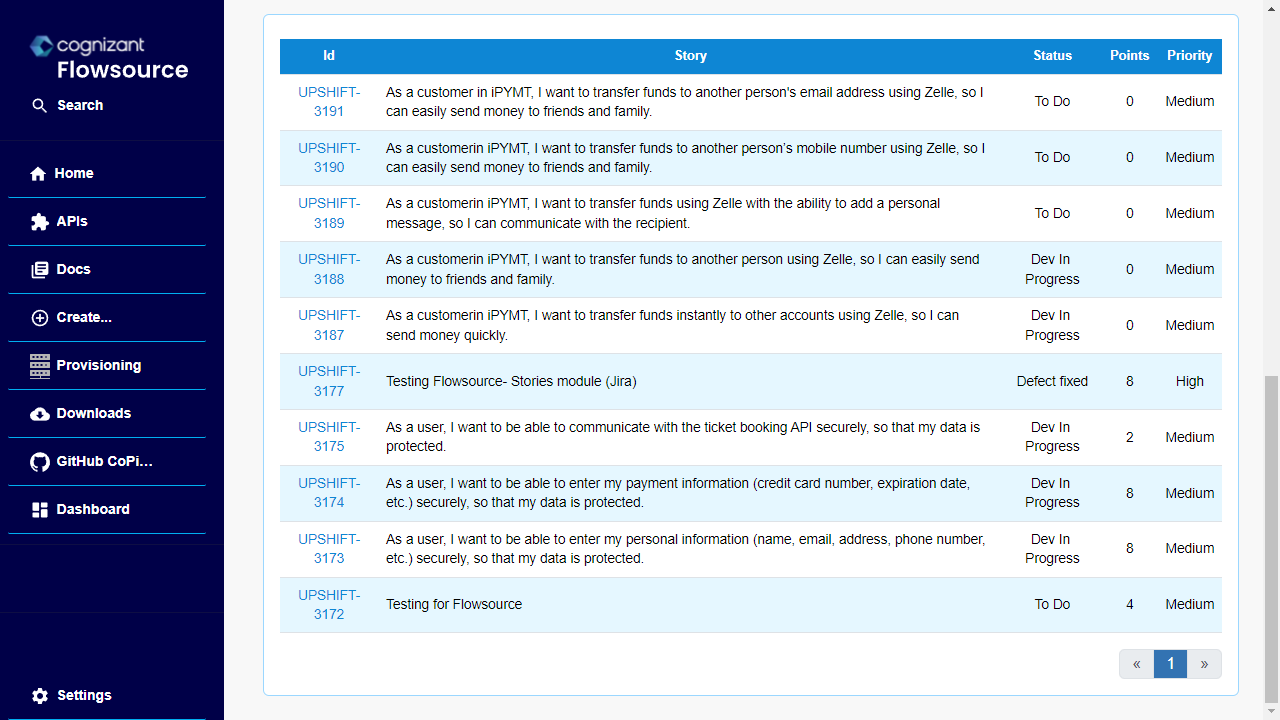 cognizant
Flowsource
Search
Home
APIs
Docs
Create...
Provisioning
Downloads
GitHub CoPi...
Dashboard
Settings
Id Story Status Points Priority
UPSHIFT-3191 As a customer in iPYMT, I want to transfer funds to another person's email address using Zelle, so I To Do 0 Medium
can easily send money to friends and family.
UPSHIFT-3190 As a customerin iPYMT, I want to transfer funds to another person’s mobile number using Zelle, so I To Do 0 Medium
can easily send money to friends and family.
UPSHIFT-3189 As a customerin iPYMT, I want to transfer funds using Zelle with the ability to add a personal To Do 0 Medium
message, so I can communicate with the recipient.
UPSHIFT-3188 As a customerin iPYMT, I want to transfer funds to another person using Zelle, so I can easily send Dev In Progress 0 Medium
money to friends and family.
UPSHIFT-3187 As a customerin iPYMT, I want to transfer funds instantly to other accounts using Zelle, so I can Dev In Progress 0 Medium
send money quickly.
UPSHIFT-3177 Testing Flowsource- Stories module (Jira) Defect fixed 8 High
UPSHIFT-3175 As a user, I want to be able to communicate with the ticket booking API securely, so that my data is Dev In Progress 2 Medium
protected.
UPSHIFT-3174 As a user, I want to be able to enter my payment information (credit card number, expiration date, Dev In Progress 8 Medium
etc.) securely, so that my data is protected.
UPSHIFT-3173 As a user, I want to be able to enter my personal information (name, email, address, phone number, Dev In Progress 8 Medium
etc.) securely, so that my data is protected.
UPSHIFT-3172 Testing for Flowsource To Do 4 Medium
« 1 »